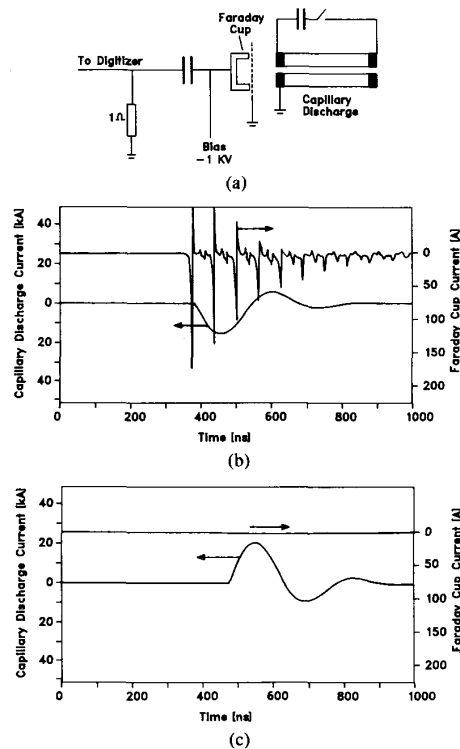 Faraday
Cup
To Digitizer
1Ω
Bias
−1 KV
Capillary
Discharge
(a)
Capillary Discharge Current [kA]
40
20
0
20
40
0
50
100
150
200
Faraday Cup Current [A]
0 200 400 600 800 1000
Time [ns]
(b)
Capillary Discharge Current [kA]
40
20
0
20
40
0
50
100
150
200
Faraday Cup Current [A]
0 200 400 600 800 1000
Time [ns]
(c)